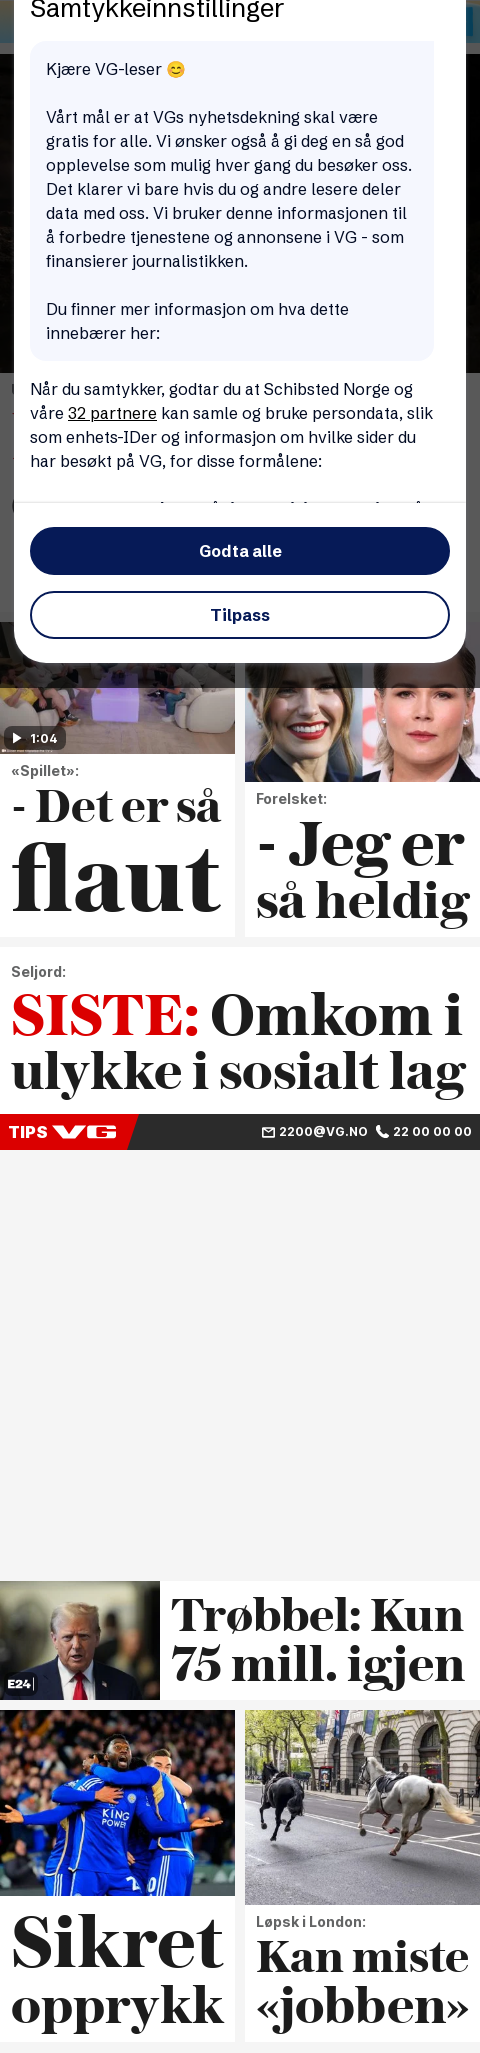 Samtykkeinnstillinger
Kjære VG-leser 😊
Vårt mål er at VGs nyhetsdekning skal være
gratis for alle. Vi ønsker også å gi deg en så god
opplevelse som mulig hver gang du besøker oss.
Det klarer vi bare hvis du og andre lesere deler
data med oss. Vi bruker denne informasjonen til
å forbedre tjenestene og annonsene i VG - som
finansierer journalistikken.
Du finner mer informasjon om hva dette
innebærer her:
Når du samtykker, godtar du at Schibsted Norge og
våre 32 partnere kan samle og bruke persondata, slik
som enhets-IDer og informasjon om hvilke sider du
har besøkt på VG, for disse formålene:
Godta alle
Tilpass
1:04
«Spillet»:
- Det er så
flaut
Forelsket:
- Jeg er
så heldig
Seljord:
SISTE: Omkom i
ulykke i sosialt lag
TIPS VG
2200@VG.NO
22 00 00 00
E24
Trøbbel: Kun
75 mill. igjen
KING
POWER
Sikret
opprykk
Løpsk i London:
Kan miste
«jobben»